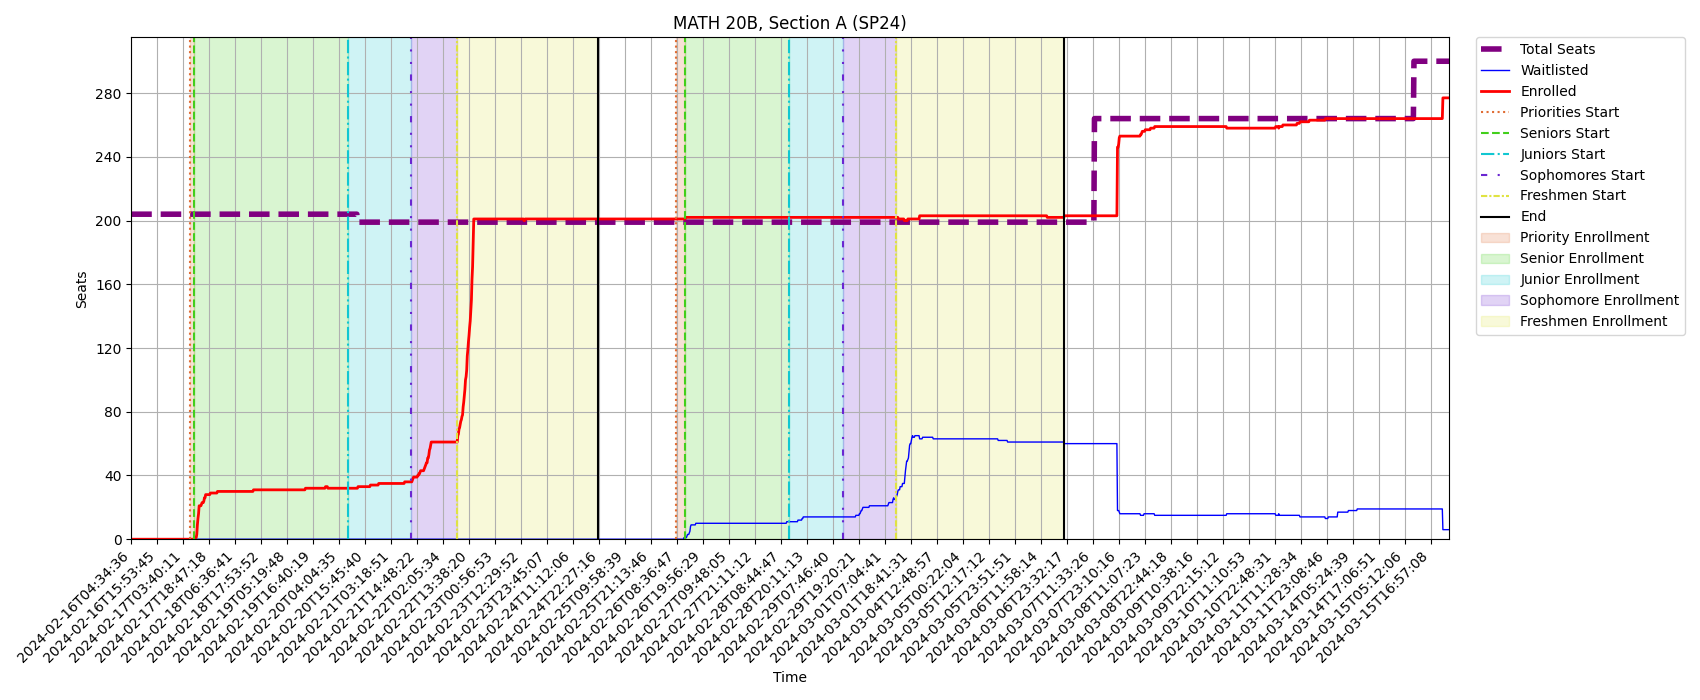 MATH 20B, Section A (SP24)
Seats
280
240
200
160
120
80
40
0
2024-02-16T04:34:36
2024-02-16T15:53:45
2024-02-17T03:40:11
2024-02-17T18:47:18
2024-02-18T06:36:41
2024-02-18T17:53:52
2024-02-19T05:19:48
2024-02-19T16:40:19
2024-02-20T04:04:35
2024-02-20T15:45:40
2024-02-21T03:18:51
2024-02-21T14:48:22
2024-02-22T02:05:34
2024-02-22T13:38:20
2024-02-23T00:56:53
2024-02-23T12:29:52
2024-02-23T23:45:07
2024-02-24T11:12:06
2024-02-24T22:27:16
2024-02-25T09:58:39
2024-02-25T21:13:46
2024-02-26T08:36:47
2024-02-26T19:56:29
2024-02-27T09:48:05
2024-02-27T21:11:12
2024-02-28T08:44:47
2024-02-28T20:11:13
2024-02-29T07:46:40
2024-02-29T19:20:21
2024-03-01T07:04:41
2024-03-01T18:41:31
2024-03-04T12:48:57
2024-03-05T00:22:04
2024-03-05T12:17:12
2024-03-05T23:51:51
2024-03-06T11:58:14
2024-03-06T23:32:17
2024-03-07T11:33:26
2024-03-07T23:10:16
2024-03-08T11:07:23
2024-03-08T22:44:18
2024-03-09T10:38:16
2024-03-09T22:15:12
2024-03-10T11:10:53
2024-03-10T22:48:31
2024-03-11T11:28:34
2024-03-11T23:08:46
2024-03-14T05:24:39
2024-03-14T17:06:51
2024-03-15T05:12:06
2024-03-15T16:57:08
Time
Total Seats
Waitlisted
Enrolled
Priorities Start
Seniors Start
Juniors Start
Sophomores Start
Freshmen Start
End
Priority Enrollment
Senior Enrollment
Junior Enrollment
Sophomore Enrollment
Freshmen Enrollment